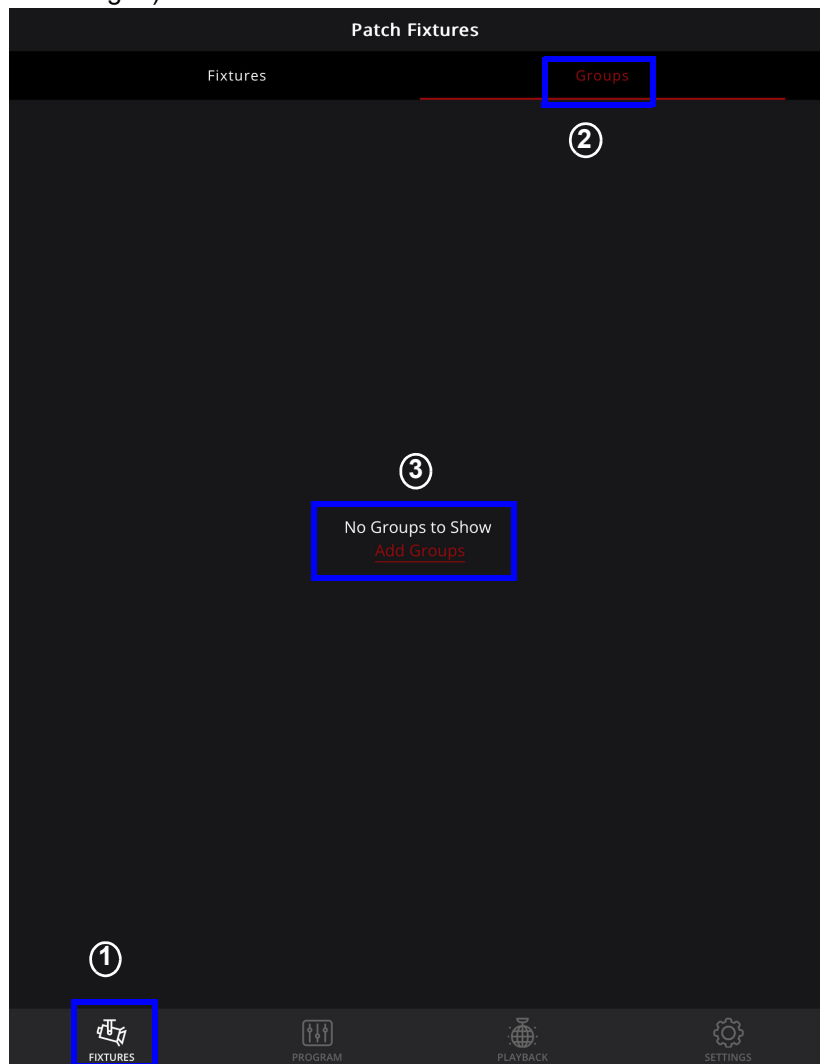 Patch Fixtures
Fixtures
Groups
2
3
No Groups to Show
Add Groups
1
FIXTURES
PROGRAM
PLAYBACK
SETTINGS